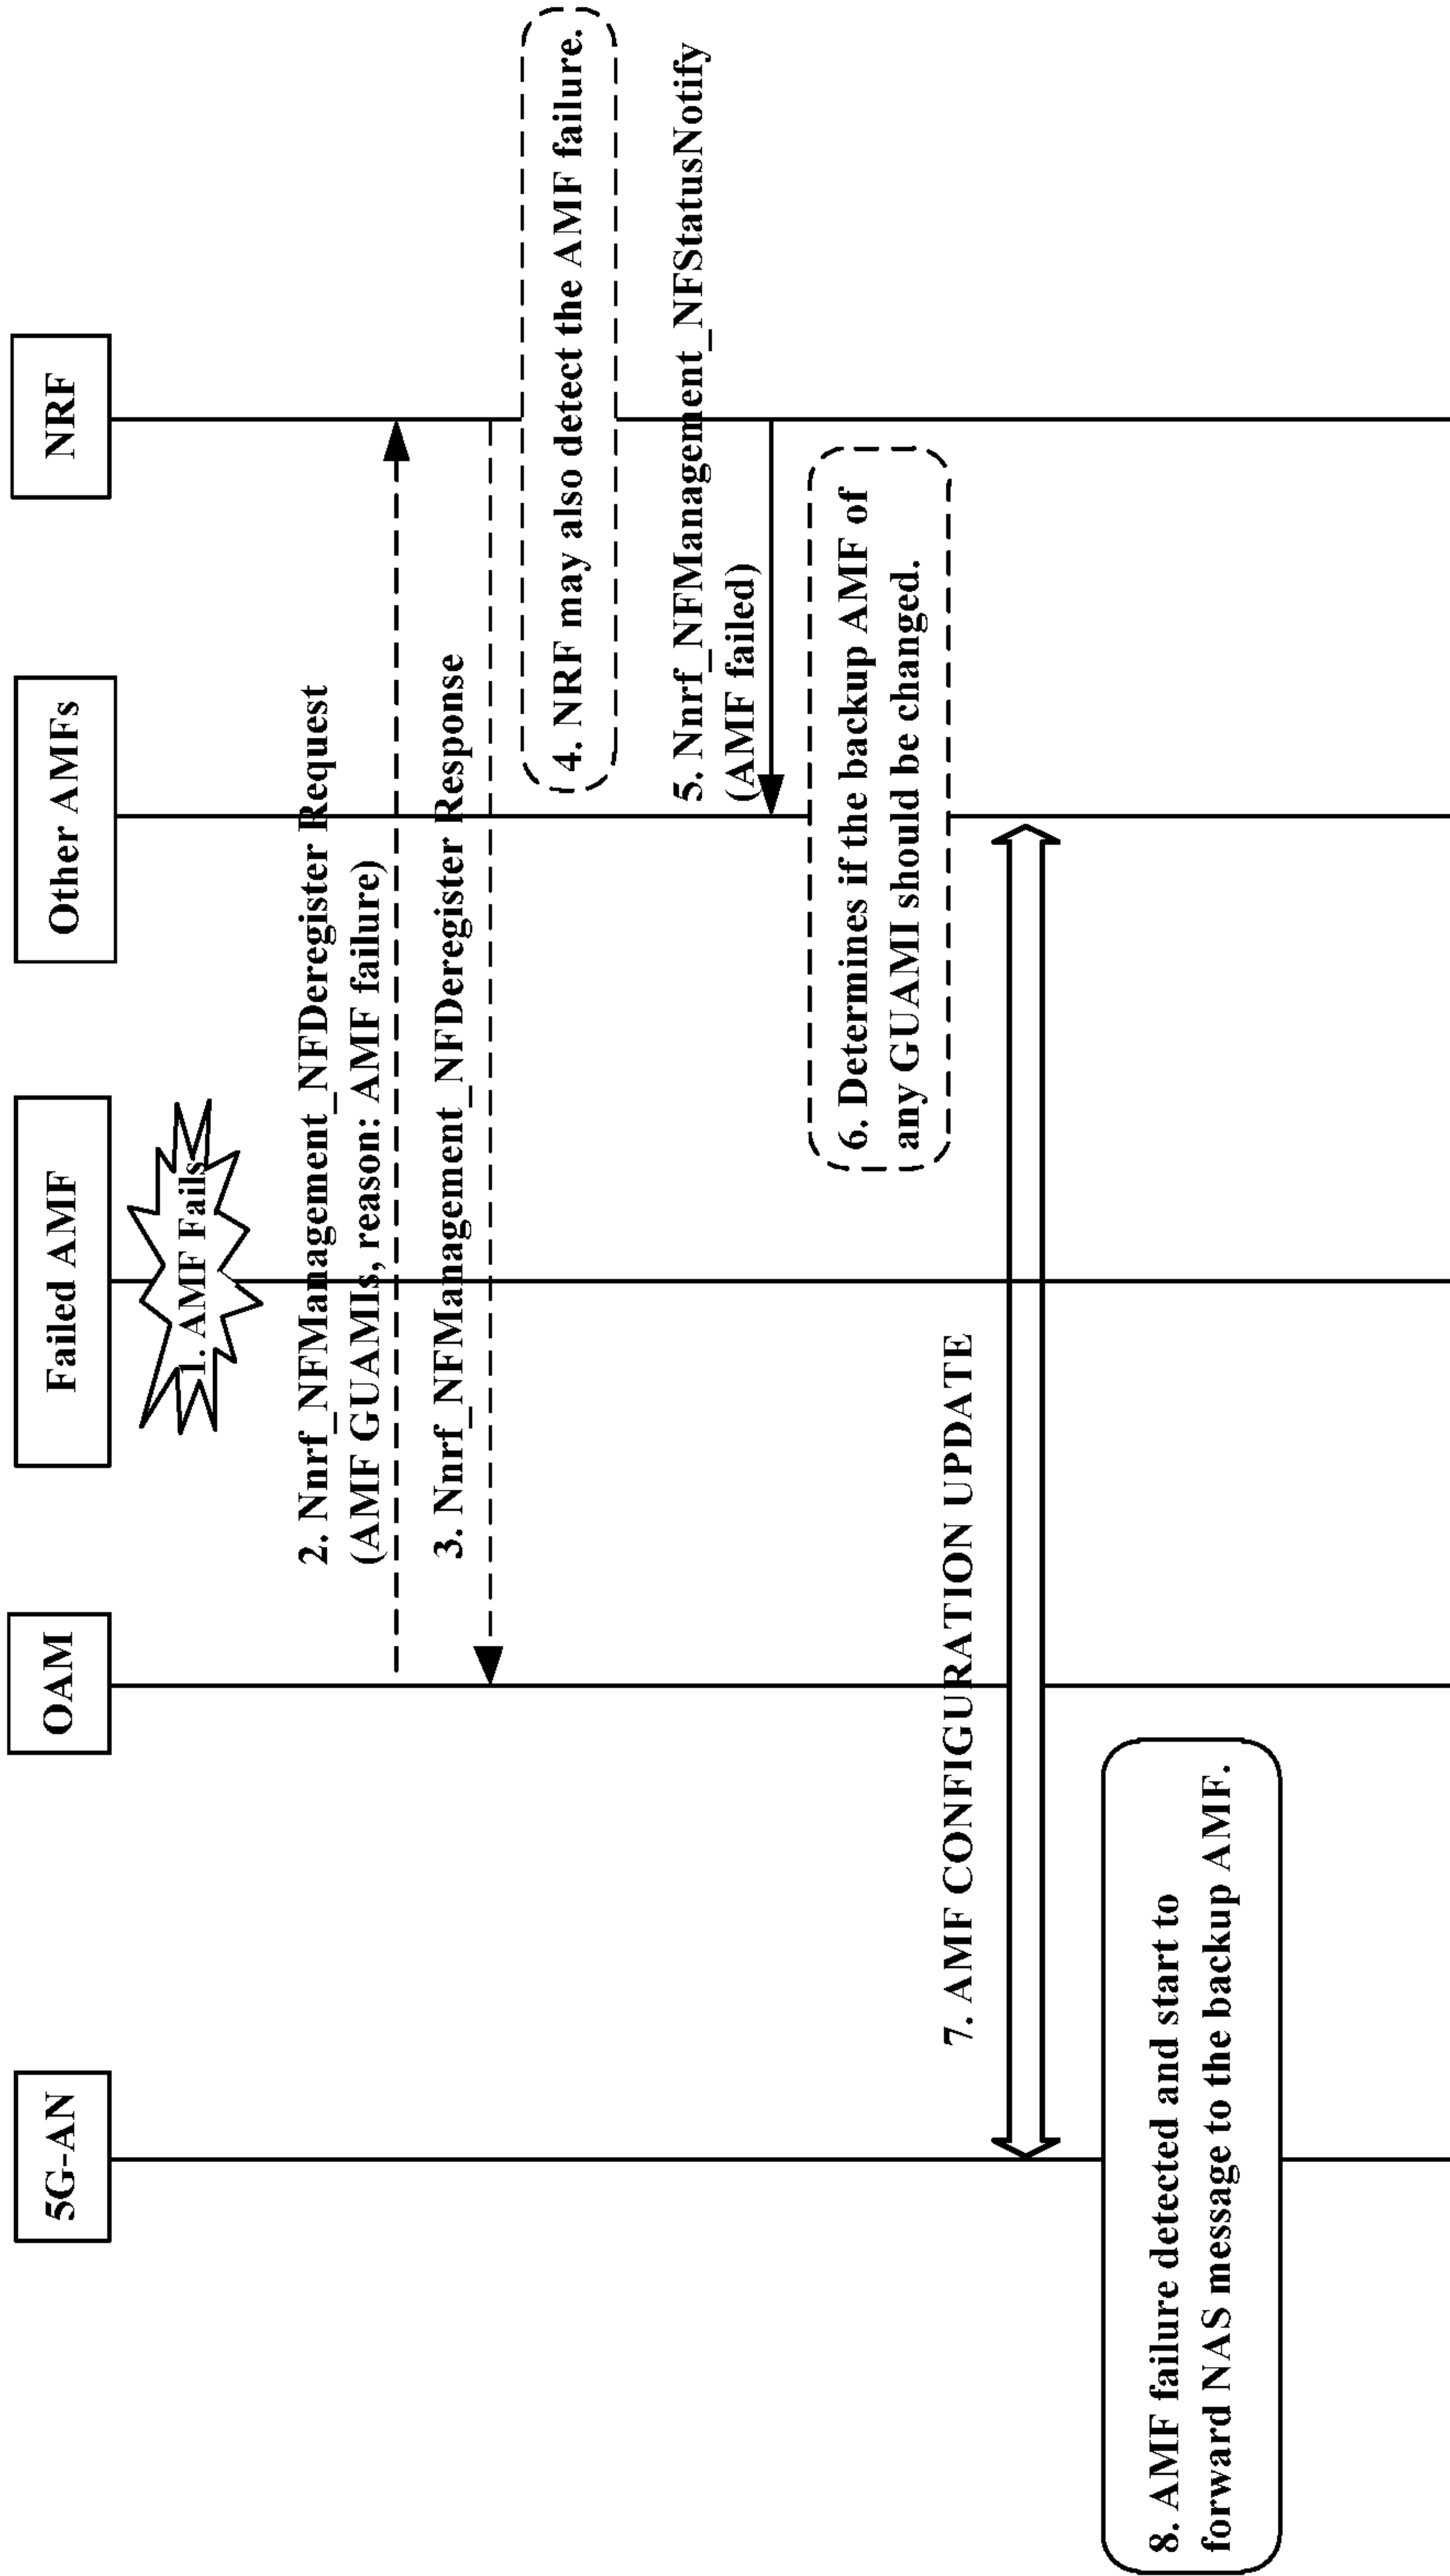 5G-AN
OAM
Failed AMF
Other AMFs
NRF
1. AMF Fails
2. Nnrf_NFManagement_NFDeregister Request
(AMF GUAMIs, reason: AMF failure)
3. Nnrf_NFManagement_NFDeregister Response
4. NRF may also detect the AMF failure.
5. Nnrf_NFManagement_NFStatusNotify
(AMF failed)
6. Determines if the backup AMF of
any GUAMI should be changed.
7. AMF CONFIGURATION UPDATE
8. AMF failure detected and start to
forward NAS message to the backup AMF.